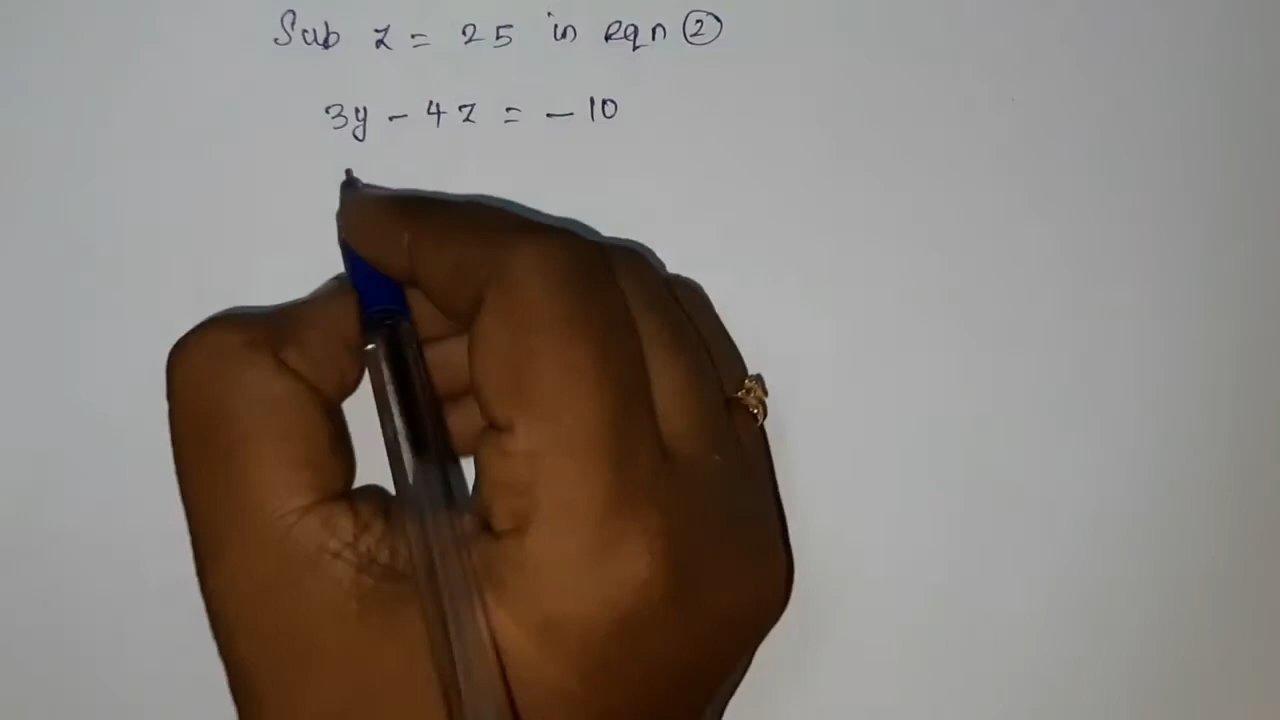 Sub z = 25 in eqn ②
3y - 4z = -10